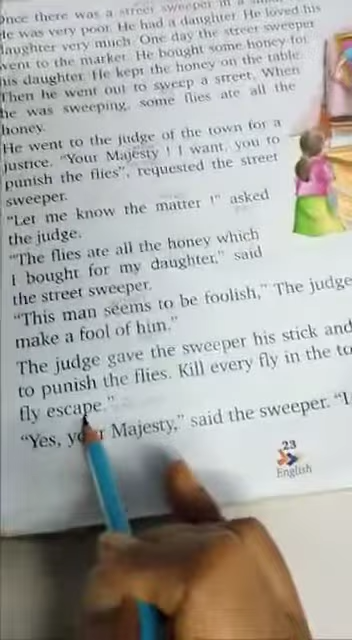 Once there was a street sweeper in a
He was very poor. He had a daughter. He loved his
daughter very much. One day the street sweeper
went to the market. He bought some honey for
his daughter. He kept the honey on the table.
Then he went out to sweep a street. When
he was sweeping, some flies ate all the
honey.
He went to the judge of the town for a
justice. "Your Majesty ! I want, you to
punish the flies", requested the street
sweeper.
"Let me know the matter !" asked
the judge.
"The flies ate all the honey which
I bought for my daughter," said
the street sweeper.
"This man seems to be foolish," The judge
make a fool of him."
The judge gave the sweeper his stick and
to punish the flies. Kill every fly in the to
fly escape."
"Yes, your Majesty," said the sweeper. "I
23
English